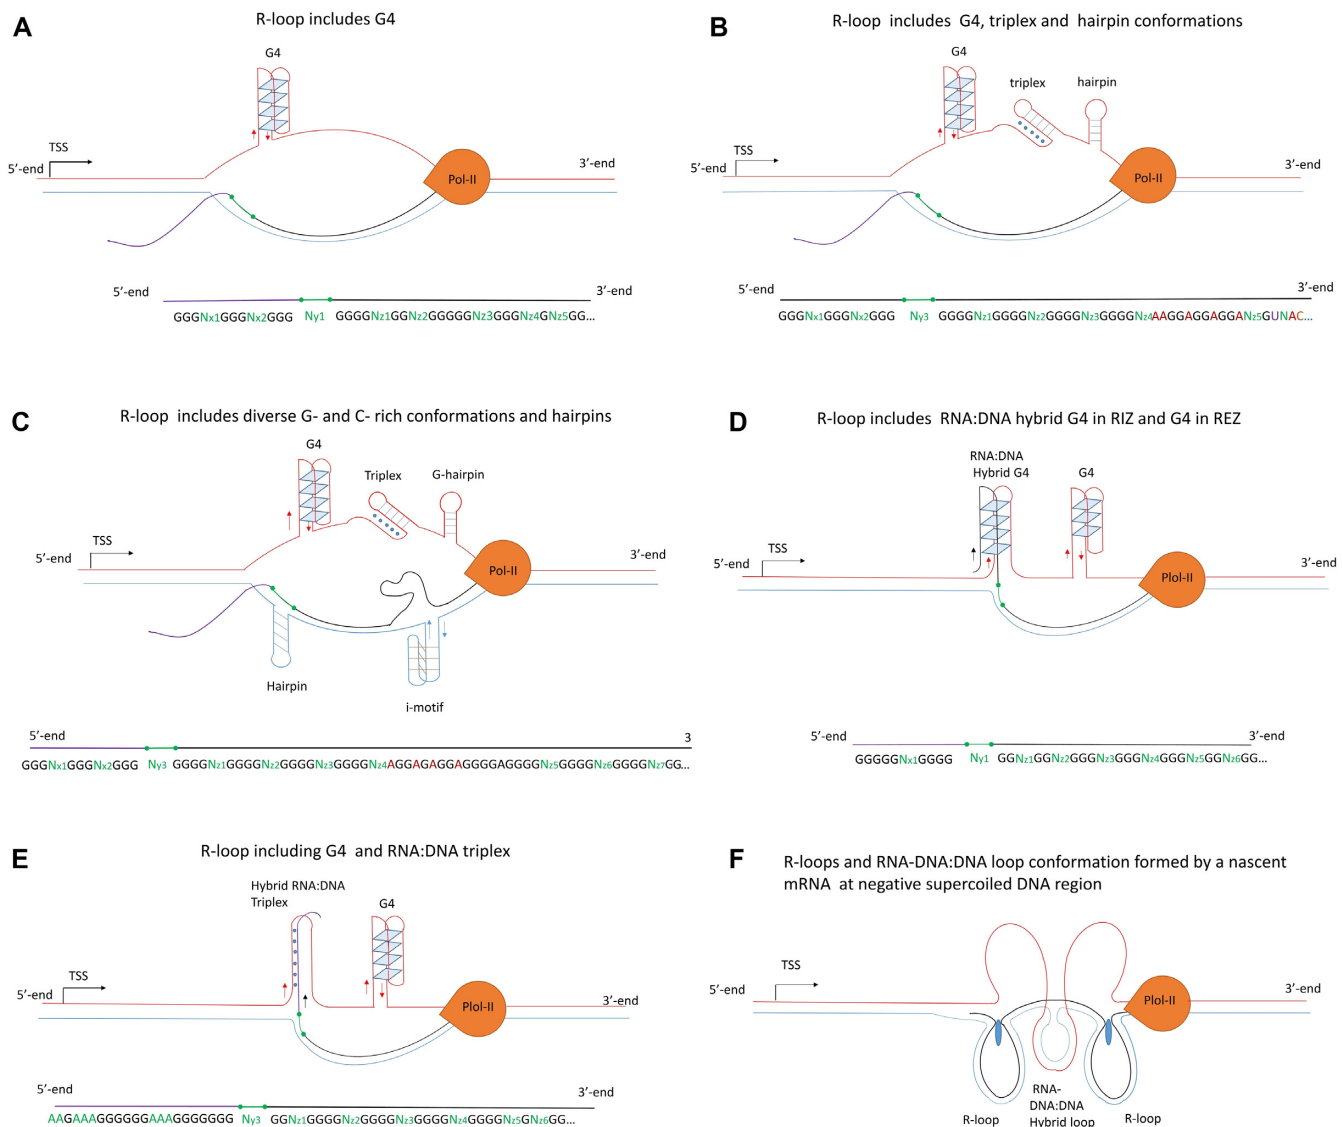 A
R-loop includes G4
G4
TSS
5’-end
3’-end
Pol-II
5’-end
3’-end
GGGNx1GGGNx2GGG Ny1 GGGGNz1GGNz2GGGGGNz3GGGNz4GNz5GG...
B
R-loop includes G4, triplex and hairpin conformations
G4
triplex
hairpin
TSS
5’-end
3’-end
Pol-II
5’-end
3’-end
GGGNx1GGGNx2GGG Ny3 GGGGNz1GGGGNz2GGGGNz3GGGGNz4AAGGAGGAGGANz5GUNAC...
C
R-loop includes diverse G- and C- rich conformations and hairpins
G4
Triplex
G-hairpin
TSS
5’-end
3’-end
Pol-II
Hairpin
i-motif
5’-end
3
GGGNx1GGGNx2GGG Ny3 GGGGNz1GGGGNz2GGGGNz3GGGGNz4AGGAGAGGAGGGGAGGGGNz5GGGGNz6GGGGNz7GG...
D
R-loop includes RNA:DNA hybrid G4 in RIZ and G4 in REZ
RNA:DNA
Hybrid G4
G4
TSS
5’-end
3’-end
Plol-II
5’-end
3’-end
GGGGGNx1GGGG Ny1 GGNz1GGNz2GGGNz3GGGNz4GGGNz5GGNz6GG...
E
R-loop including G4 and RNA:DNA triplex
Hybrid RNA:DNA
Triplex
G4
TSS
5’-end
3’-end
Plol-II
5’-end
3’-end
AAGAAAGGGGGGAAAGGGGGGG Ny3 GGNz1GGGGNz2GGGGNz3GGGGNz4GGGGNz5GNz6GG...
F
R-loops and RNA-DNA:DNA loop conformation formed by a nascent
mRNA at negative supercoiled DNA region
TSS
5’-end
3’-end
Plol-II
R-loop
RNA-
DNA:DNA
Hybrid loop
R-loop